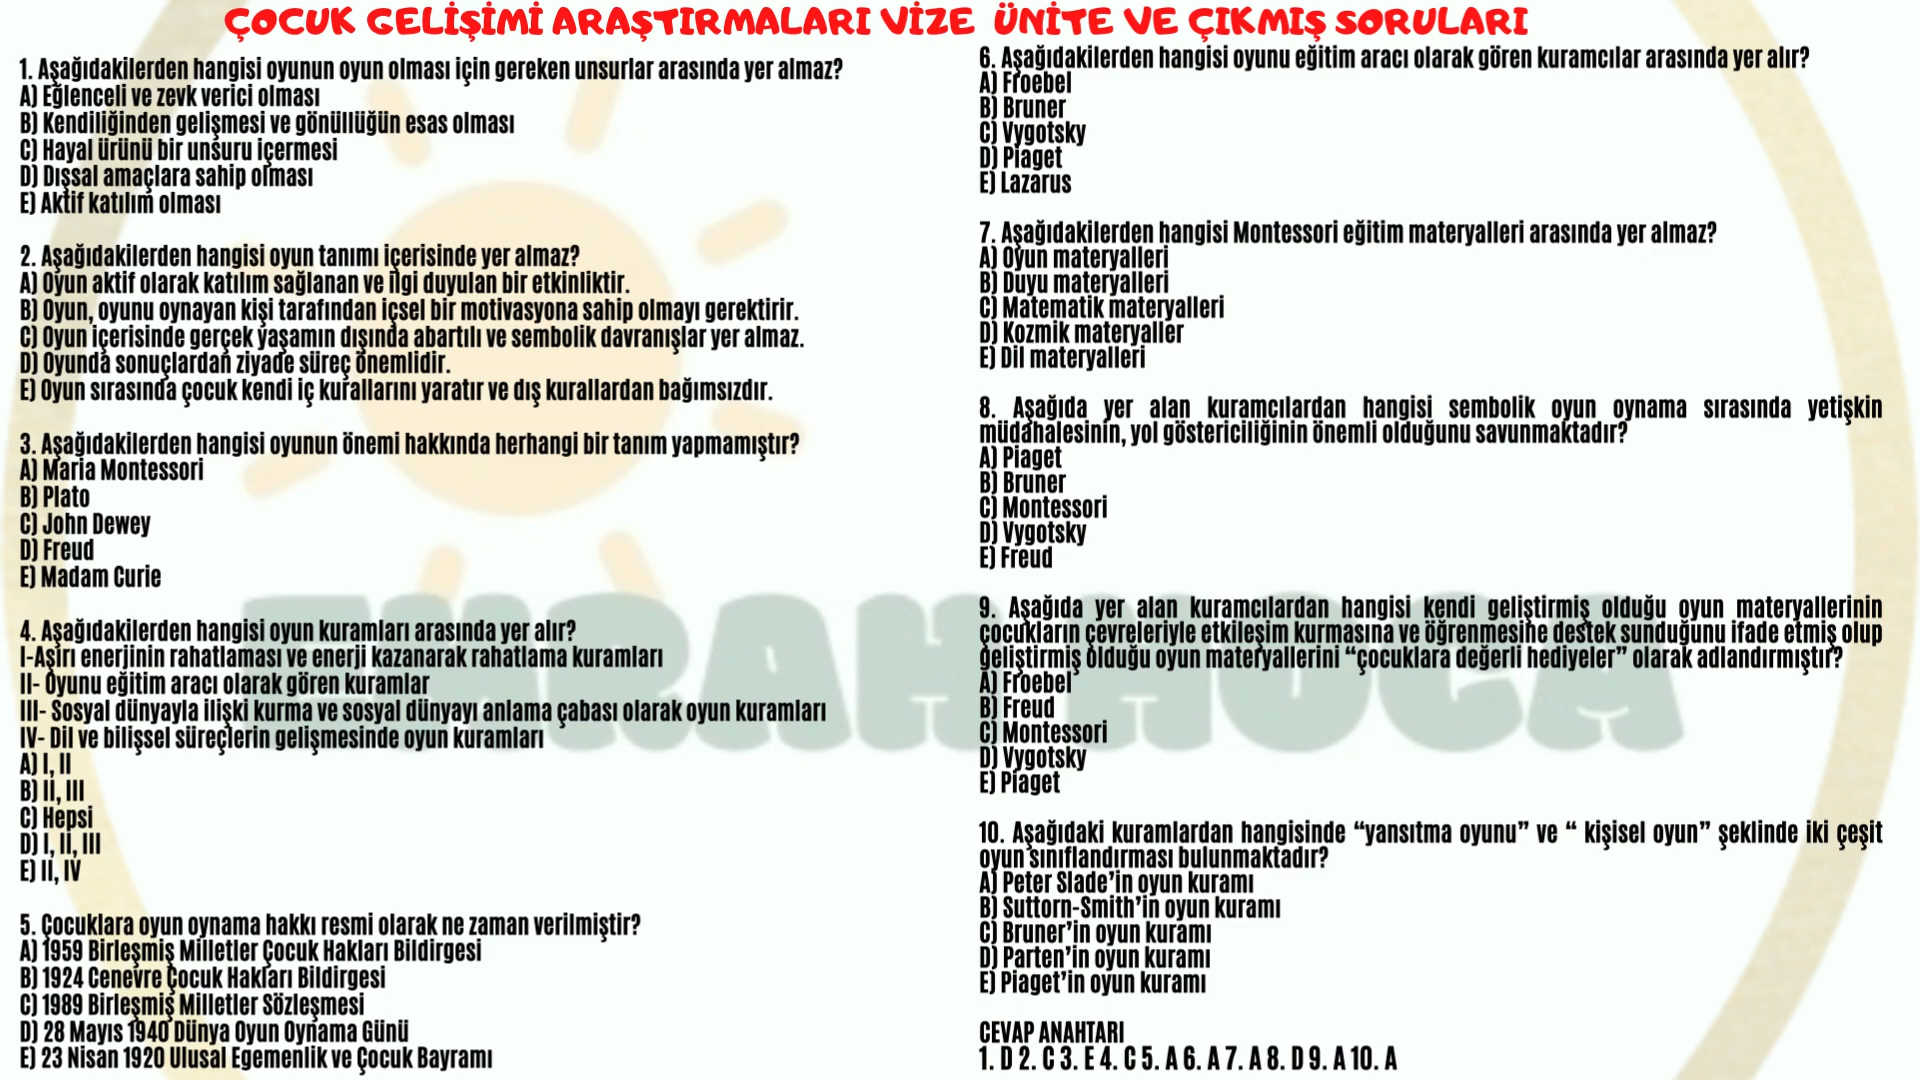 ÇOCUK GELİŞİMİ ARAŞTIRMALARI VİZE ÜNİTE VE ÇIKMIŞ SORULARI
1. Aşağıdakilerden hangisi oyunun oyun olması için gereken unsurlar arasında yer almaz?
A) Eğlenceli ve zevk verici olması
B) Kendiliğinden gelişmesi ve gönüllüğün esas olması
C) Hayal ürünü bir unsuru içermesi
D) Dışsal amaçlara sahip olması
E) Aktif katılım olması
2. Aşağıdakilerden hangisi oyun tanımı içerisinde yer almaz?
A) Oyun aktif olarak katılım sağlanan ve ilgi duyulan bir etkinliktir.
B) Oyun, oyunu oynayan kişi tarafından içsel bir motivasyona sahip olmayı gerektirir.
C) Oyun içerisinde gerçek yaşamın dışında abartılı ve sembolik davranışlar yer almaz.
D) Oyunda sonuçlardan ziyade süreç önemlidir.
E) Oyun sırasında çocuk kendi iç kurallarını yaratır ve dış kurallardan bağımsızdır.
3. Aşağıdakilerden hangisi oyunun önemi hakkında herhangi bir tanım yapmamıştır?
A) Maria Montessori
B) Plato
C) John Dewey
D) Freud
E) Madam Curie
4. Aşağıdakilerden hangisi oyun kuramları arasında yer alır?
I-Aşırı enerjinin rahatlaması ve enerji kazanarak rahatlama kuramları
II- Oyunu eğitim aracı olarak gören kuramlar
III- Sosyal dünyayla ilişki kurma ve sosyal dünyayı anlama çabası olarak oyun kuramları
IV- Dil ve bilişsel süreçlerin gelişmesinde oyun kuramları
A) I, II
B) II, III
C) Hepsi
D) I, II, III
E) II, IV
5. Çocuklara oyun oynama hakkı resmi olarak ne zaman verilmiştir?
A) 1959 Birleşmiş Milletler Çocuk Hakları Bildirgesi
B) 1924 Cenevre Çocuk Hakları Bildirgesi
C) 1989 Birleşmiş Milletler Sözleşmesi
D) 28 Mayıs 1940 Dünya Oyun Oynama Günü
E) 23 Nisan 1920 Ulusal Egemenlik ve Çocuk Bayramı
6. Aşağıdakilerden hangisi oyunu eğitim aracı olarak gören kuramcılar arasında yer alır?
A) Froebel
B) Bruner
C) Vygotsky
D) Piaget
E) Lazarus
7. Aşağıdakilerden hangisi Montessori eğitim materyalleri arasında yer almaz?
A) Oyun materyalleri
B) Duyu materyalleri
C) Matematik materyalleri
D) Kozmik materyaller
E) Dil materyalleri
8. Aşağıda yer alan kuramcılardan hangisi sembolik oyun oynama sırasında yetişkin
müdahalesinin, yol göstericiliğinin önemli olduğunu savunmaktadır?
A) Piaget
B) Bruner
C) Montessori
D) Vygotsky
E) Freud
9. Aşağıda yer alan kuramcılardan hangisi kendi geliştirmiş olduğu oyun materyallerinin
çocukların çevreleriyle etkileşim kurmasına ve öğrenmesine destek sunduğunu ifade etmiş olup
geliştirmiş olduğu oyun materyallerini “çocuklara değerli hediyeler” olarak adlandırmıştır?
A) Froebel
B) Freud
C) Montessori
D) Vygotsky
E) Piaget
10. Aşağıdaki kuramlardan hangisinde “yansıtma oyunu” ve “ kişisel oyun” şeklinde iki çeşit
oyun sınıflandırması bulunmaktadır?
A) Peter Slade’in oyun kuramı
B) Suttorn-Smith’in oyun kuramı
C) Bruner’in oyun kuramı
D) Parten’in oyun kuramı
E) Piaget’in oyun kuramı
CEVAP ANAHTARI
1. D 2. C 3. E 4. C 5. A 6. A 7. A 8. D 9. A 10. A
EMRAH HOCA